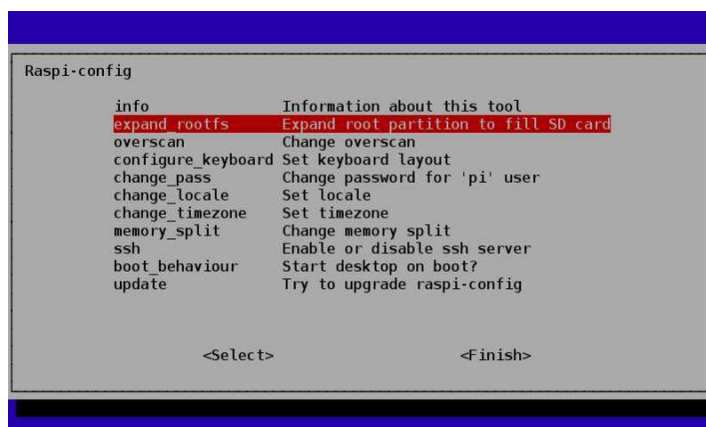 Raspi-config
info Information about this tool
expand_rootfs Expand root partition to fill SD card
overscan Change overscan
configure_keyboard Set keyboard layout
change_pass Change password for 'pi' user
change_locale Set locale
change_timezone Set timezone
memory_split Change memory split
ssh Enable or disable ssh server
boot_behaviour Start desktop on boot?
update Try to upgrade raspi-config
<Select> <Finish>